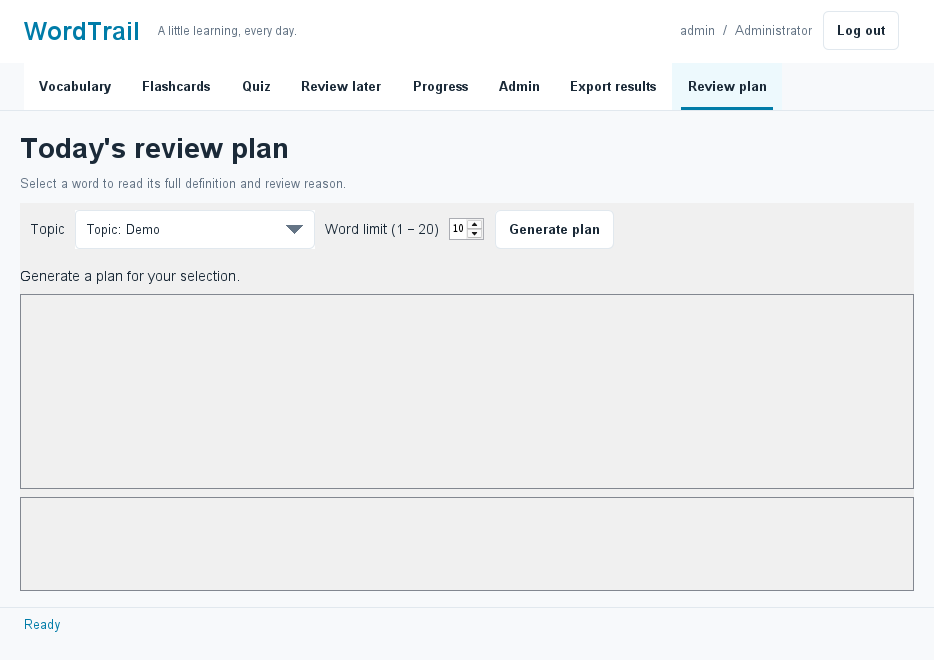 WordTrail
A little learning, every day.
admin / Administrator
Log out
Vocabulary
Flashcards
Quiz
Review later
Progress
Admin
Export results
Review plan
Today's review plan
Select a word to read its full definition and review reason.
Topic
Topic: Demo
Word limit (1 – 20)
10
Generate plan
Generate a plan for your selection.
Ready